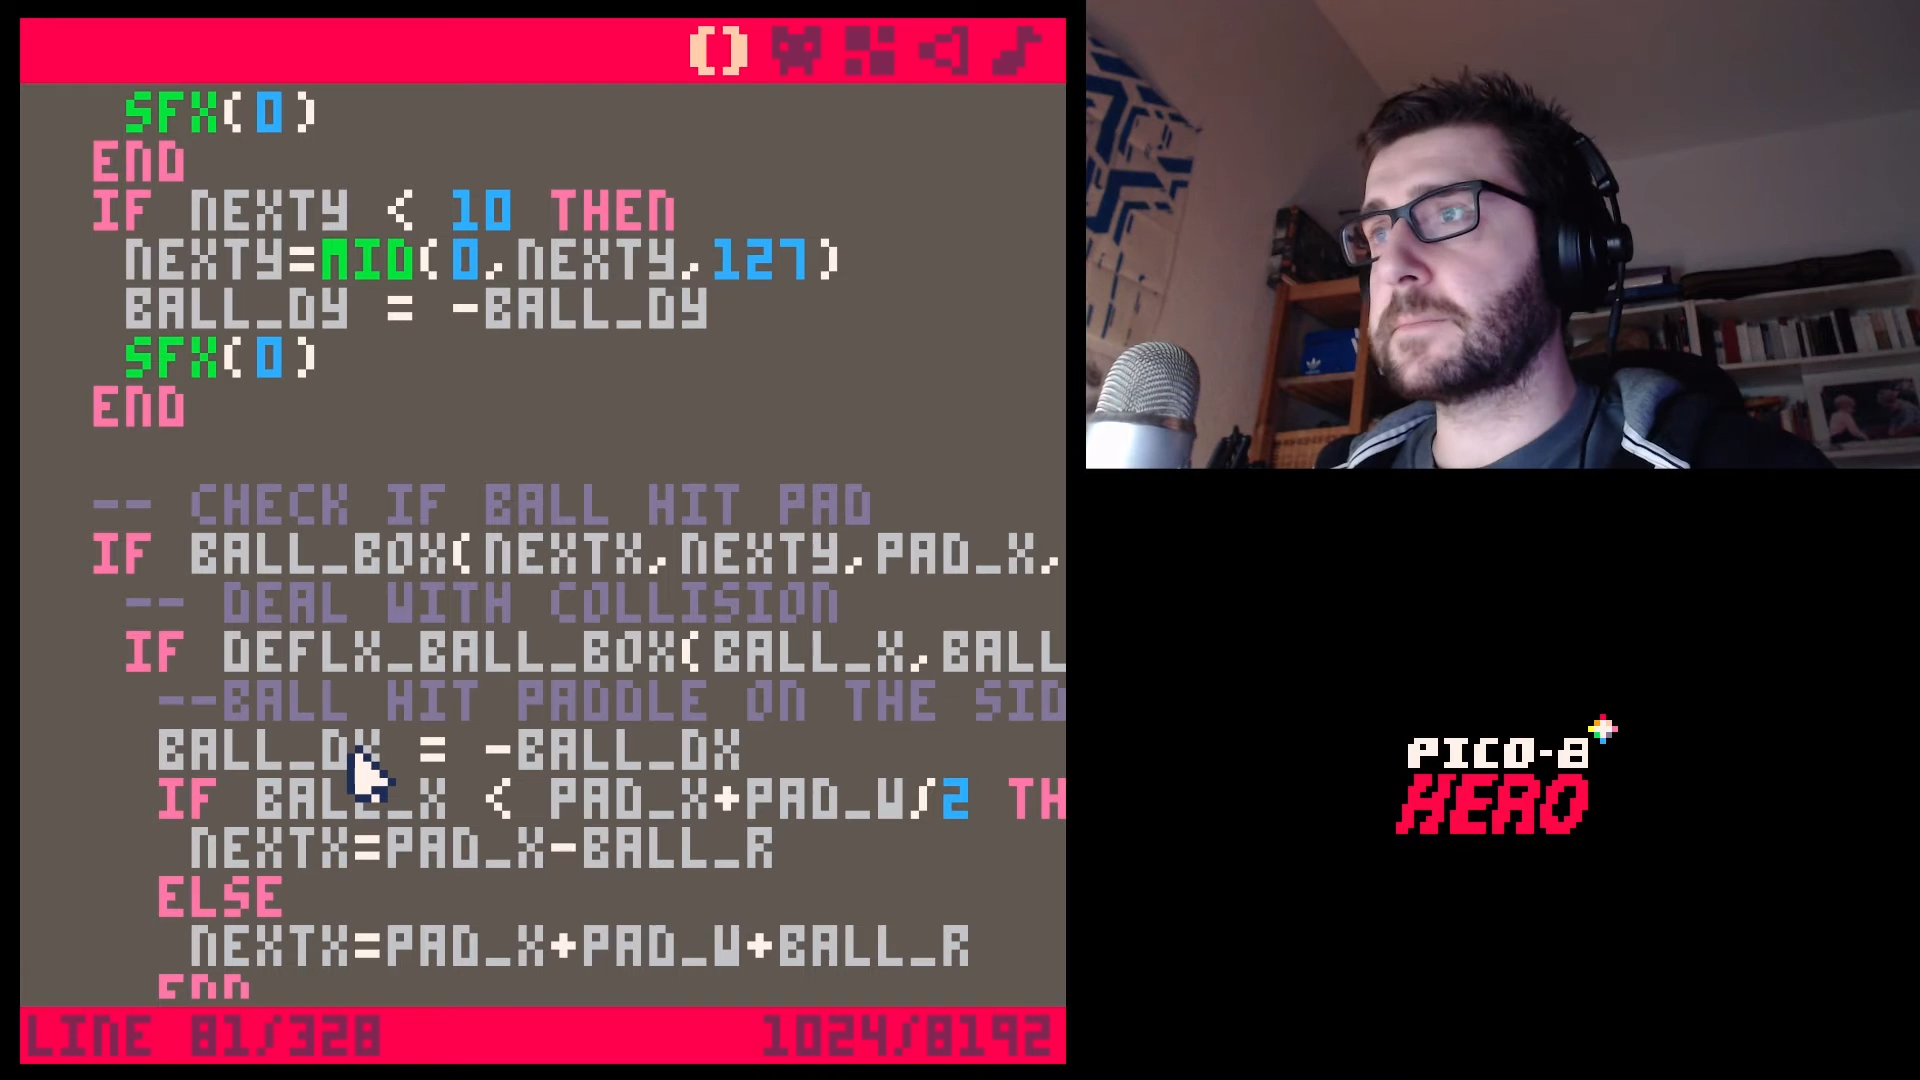 SFX(0)
END
IF NEXTY < 10 THEN
NEXTY=MID(0,NEXTY,127)
BALL_DY = -BALL_DY
SFX(0)
END
-- CHECK IF BALL HIT PAD
IF BALL_BOX(NEXTX,NEXTY,PAD_X,
-- DEAL WITH COLLISION
IF DEFLX_BALL_BOX(BALL_X,BALL
--BALL HIT PADDLE ON THE SID
BALL_DX = -BALL_DX
IF BALL_X < PAD_X+PAD_W/2 TH
NEXTX=PAD_X-BALL_R
ELSE
NEXTX=PAD_X+PAD_W+BALL_R
END
LINE 81/328
1024/8192
PICO-8
HERO